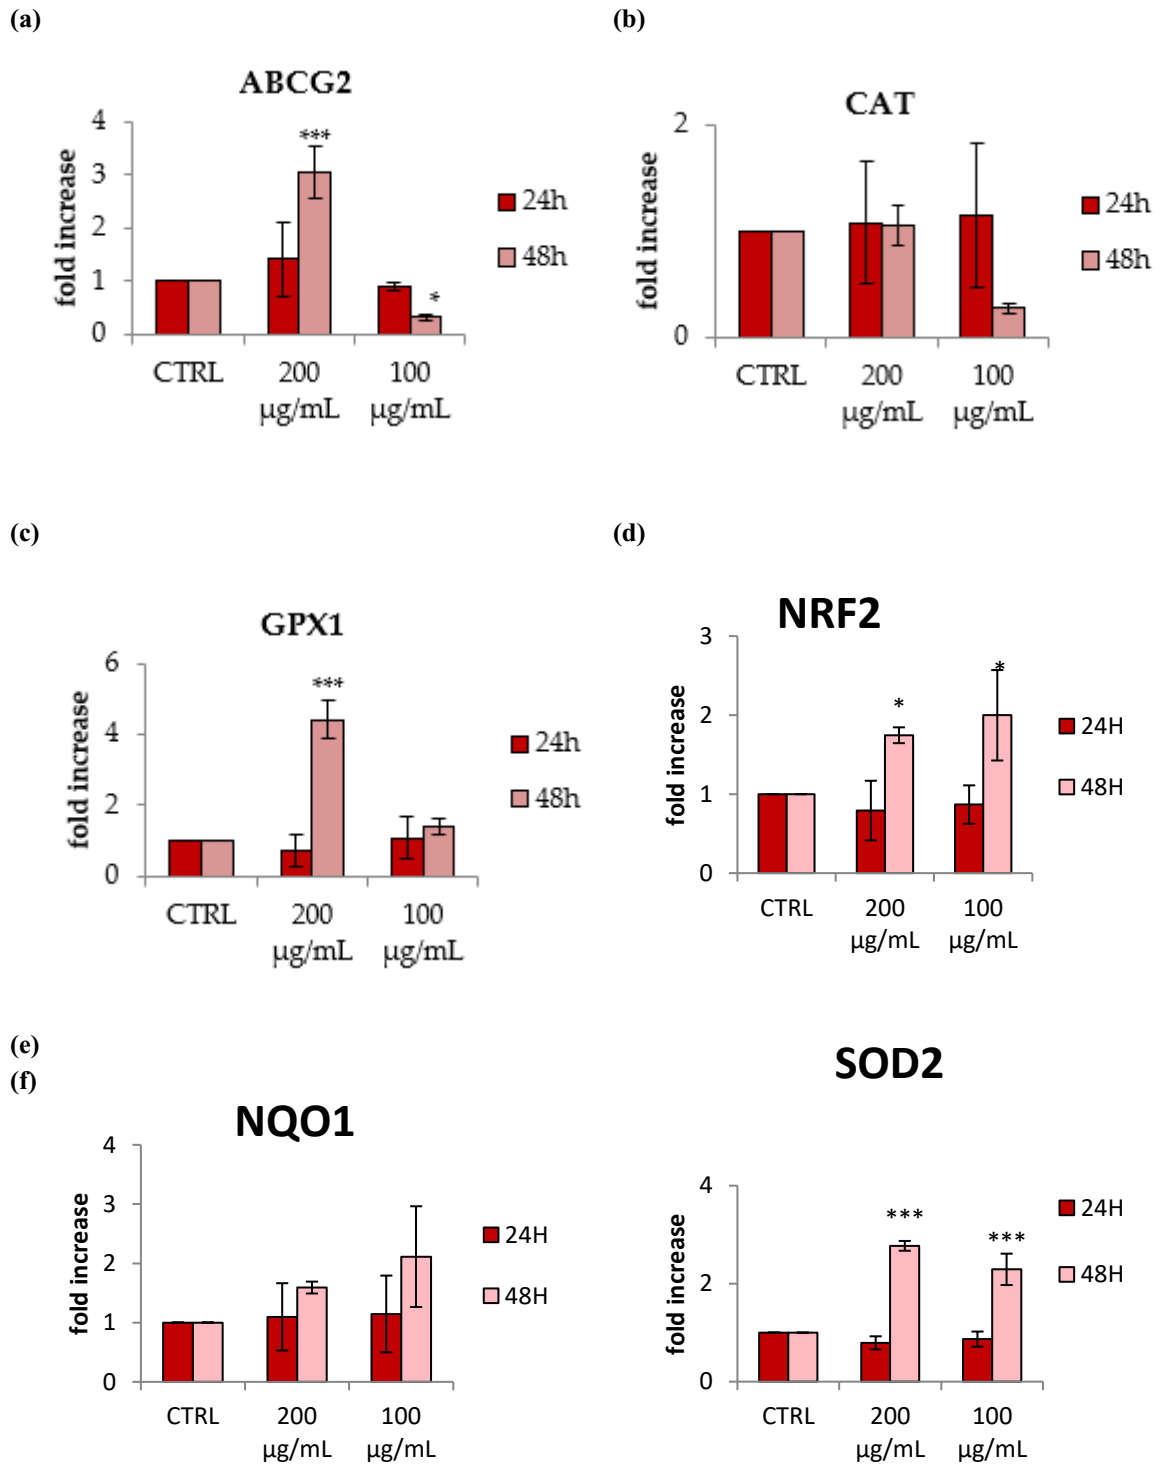 (a)
ABCG2
fold increase
4
3
2
1
0
***
*
24h
48h
CTRL
200
µg/mL
100
µg/mL
(b)
CAT
fold increase
2
0
24h
48h
CTRL
200
µg/mL
100
µg/mL
(c)
GPX1
fold increase
6
4
2
0
***
24h
48h
CTRL
200
µg/mL
100
µg/mL
(d)
NRF2
fold increase
3
2
1
0
*
*
24H
48H
CTRL
200
µg/mL
100
µg/mL
(e)
(f)
NQO1
fold increase
4
3
2
1
0
24H
48H
CTRL
200
µg/mL
100
µg/mL
SOD2
fold increase
4
2
0
***
***
24H
48H
CTRL
200
µg/mL
100
µg/mL